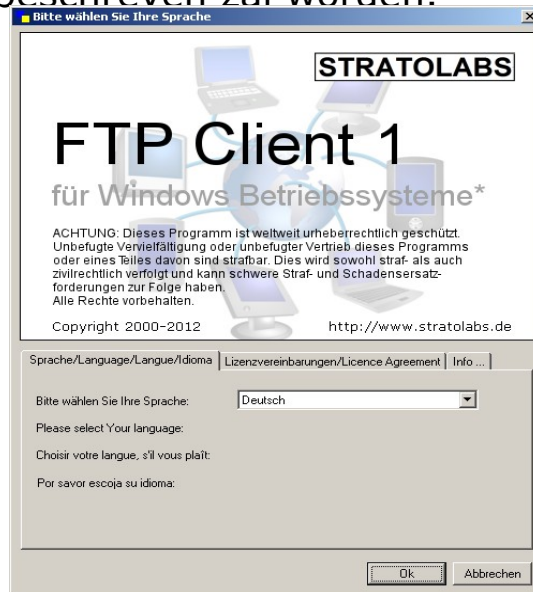 beschreven zal worden.
Bitte wählen Sie Ihre Sprache
STRATOLABS
FTP Client 1
für Windows Betriebssysteme*
ACHTUNG: Dieses Programm ist weltweit urheberrechtlich geschützt.
Unbefugte Vervielfältigung oder unbefugter Vertrieb dieses Programms
oder eines Teiles davon sind strafbar. Dies wird sowohl straf- als auch
zivilrechtlich verfolgt und kann schwere Straf- und Schadensersatz-
forderungen zur Folge haben.
Alle Rechte vorbehalten.
Copyright 2000-2012 http://www.stratolabs.de
Sprache/Language/Langue/Idioma Lizenzvereinbarungen/Licence Agreement Info ...
Bitte wählen Sie Ihre Sprache: Deutsch
Please select Your language:
Choisir votre langue, s'il vous plaît:
Por savor escoja su idioma:
Ok Abbrechen